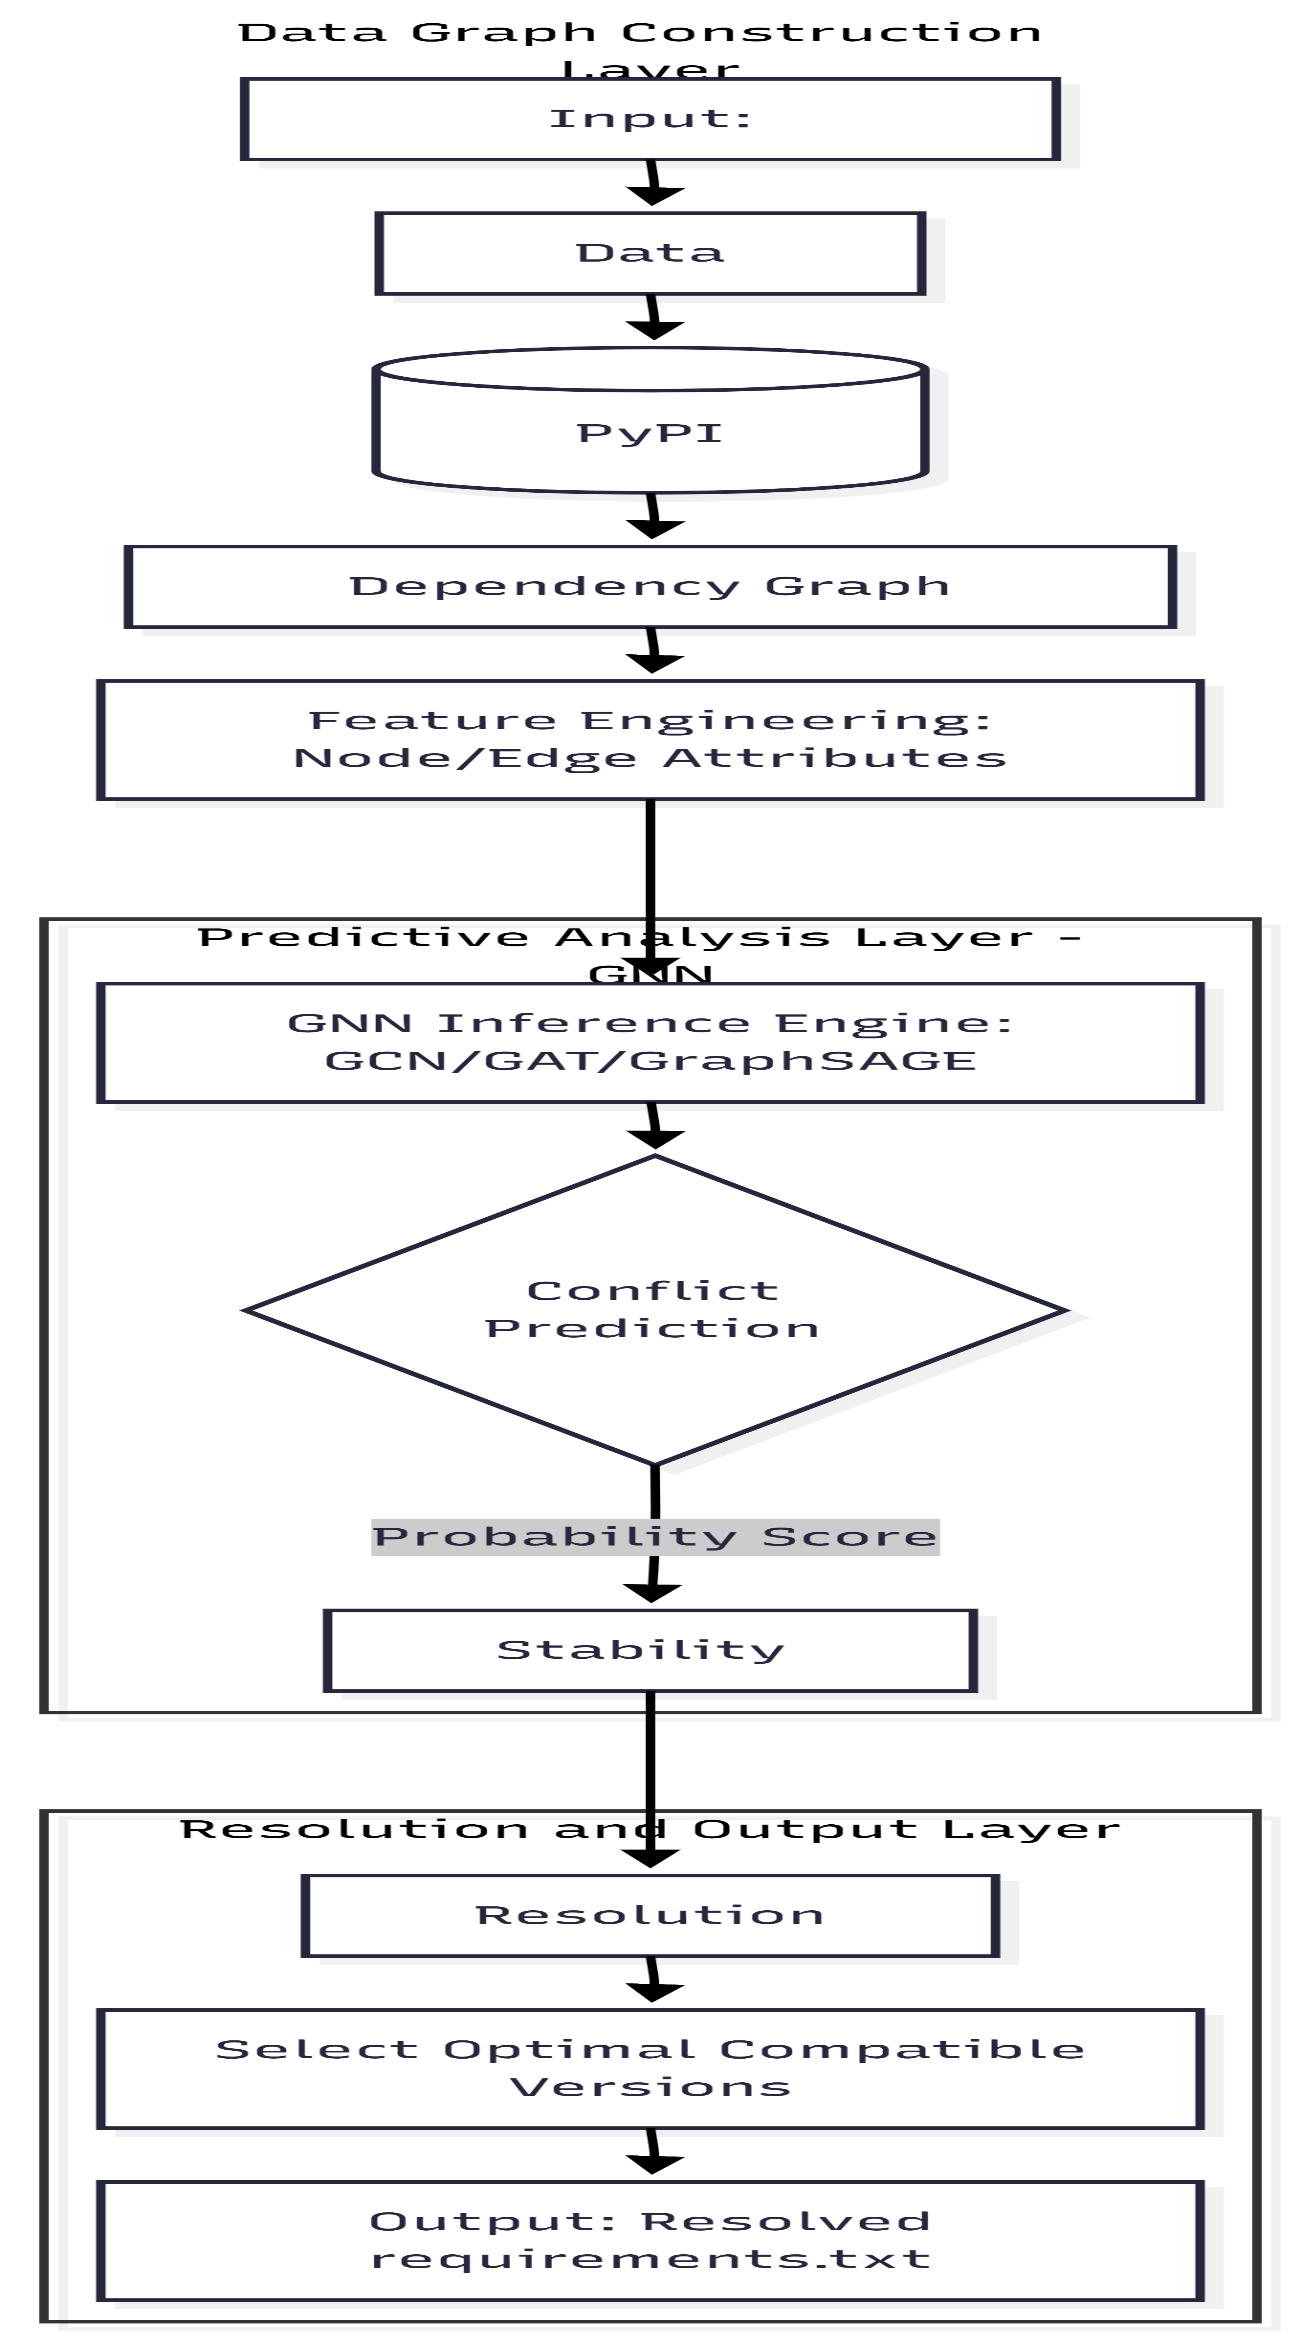 Data Graph Construction
Layer
Input:
Data
PyPI
Dependency Graph
Feature Engineering:
Node/Edge Attributes
Predictive Analysis Layer -
GNN
GNN Inference Engine:
GCN/GAT/GraphSAGE
Conflict
Prediction
Probability Score
Stability
Resolution and Output Layer
Resolution
Select Optimal Compatible
Versions
Output: Resolved
requirements.txt